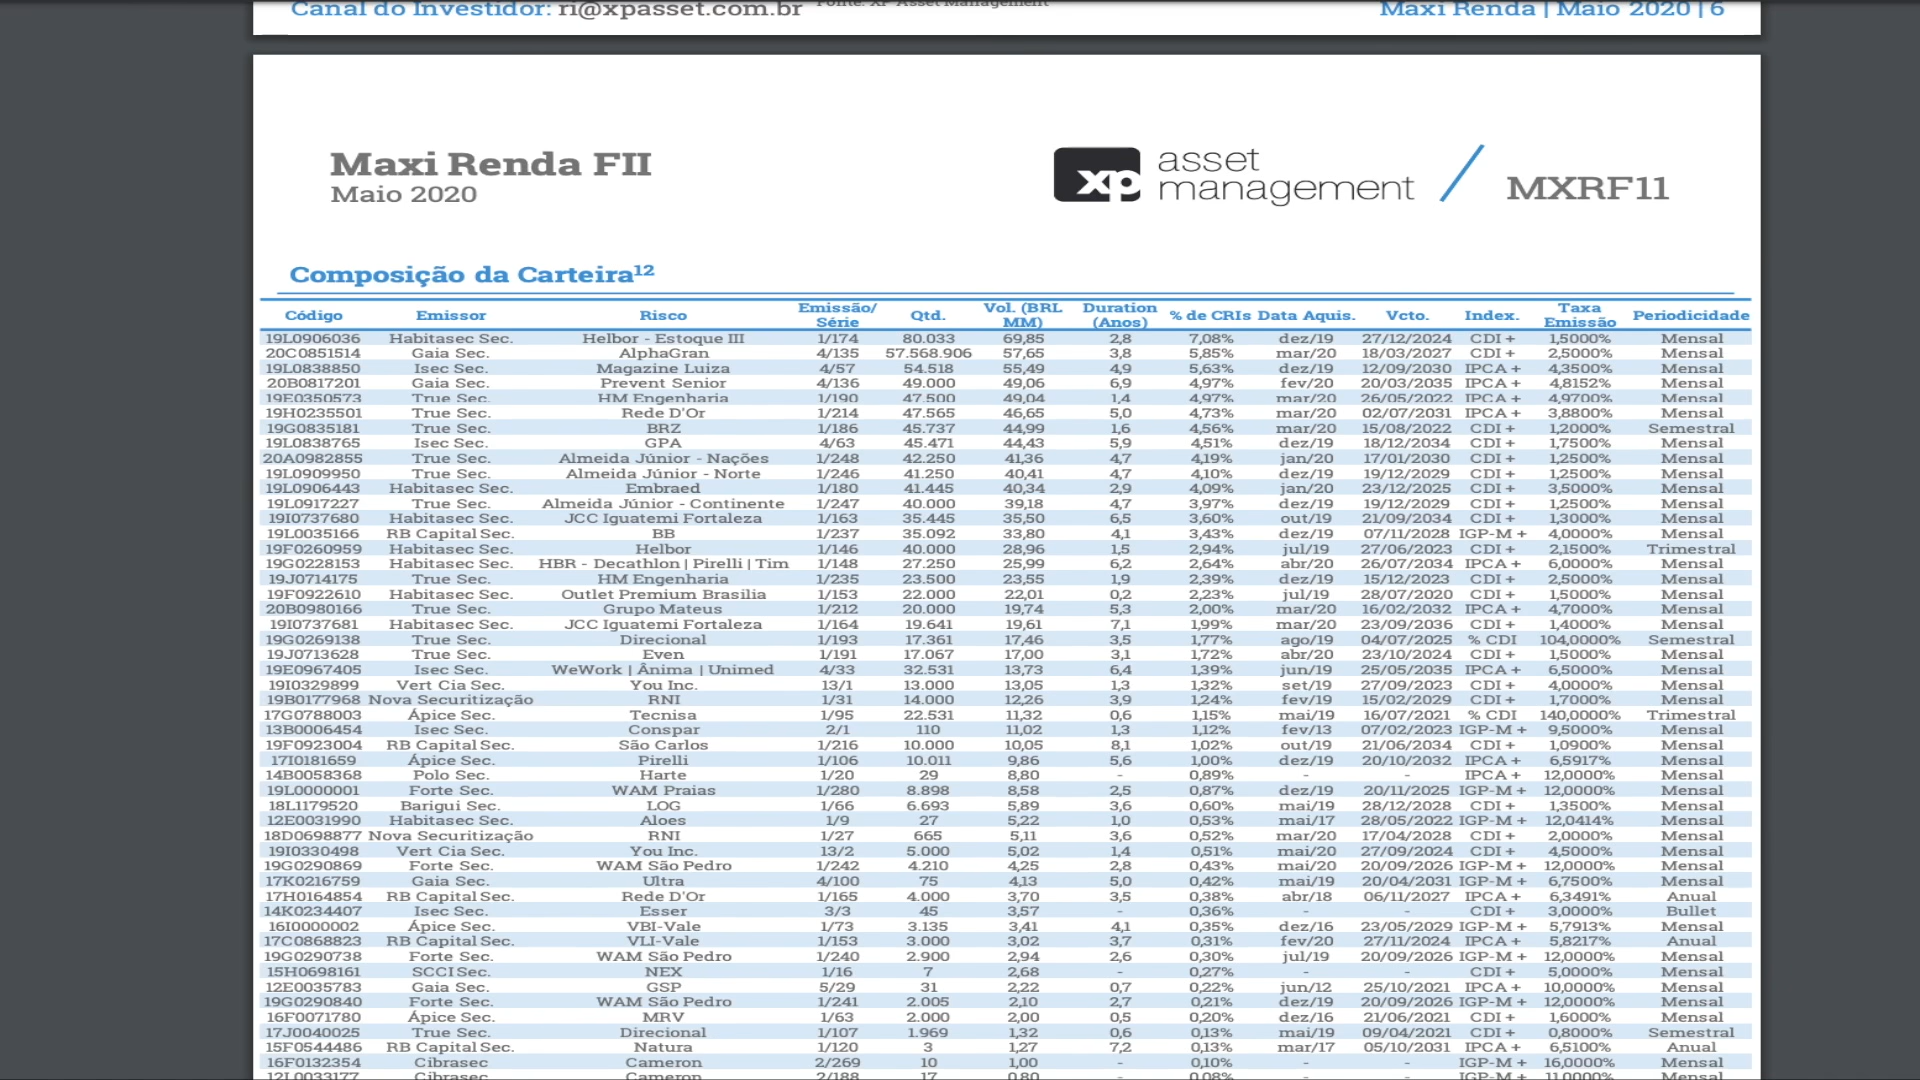 Canal do Investidor: ri@xpasset.com.br Fonte: XP Asset Management Maxi Renda | Maio 2020 | 6
Maxi Renda FII
Maio 2020
xp asset management / MXRF11
Composição da Carteira¹²
Código Emissor Risco Emissão/Série Qtd. Vol. (BRL MM) Duration (Anos) % de CRIs Data Aquis. Vcto. Index. Taxa Emissão Periodicidade
19L0906036 Habitasec Sec. Helbor - Estoque III 1/174 80.033 69,85 2,8 7,08% dez/19 27/12/2024 CDI + 1,5000% Mensal
20C0851514 Gaia Sec. AlphaGran 4/135 57.568.906 57,65 3,8 5,85% mar/20 18/03/2027 CDI + 2,5000% Mensal
19L0838850 Isec Sec. Magazine Luiza 4/57 54.518 55,49 4,9 5,63% dez/19 12/09/2030 IPCA + 4,3500% Mensal
20B0817201 Gaia Sec. Prevent Senior 4/136 49.000 49,06 6,9 4,97% fev/20 20/03/2035 IPCA + 4,8152% Mensal
19E0350573 True Sec. HM Engenharia 1/190 47.500 49,04 1,4 4,97% mar/20 26/05/2022 IPCA + 4,9700% Mensal
19H0235501 True Sec. Rede D'Or 1/214 47.565 46,65 5,0 4,73% mar/20 02/07/2031 IPCA + 3,8800% Mensal
19G0835181 True Sec. BRZ 1/186 45.737 44,99 1,6 4,56% mar/20 15/08/2022 CDI + 1,2000% Semestral
19L0838765 Isec Sec. GPA 4/63 45.471 44,43 5,9 4,51% dez/19 18/12/2034 CDI + 1,7500% Mensal
20A0982855 True Sec. Almeida Júnior - Nações 1/248 42.250 41,36 4,7 4,19% jan/20 17/01/2030 CDI + 1,2500% Mensal
19L0909950 True Sec. Almeida Júnior - Norte 1/246 41.250 40,41 4,7 4,10% dez/19 19/12/2029 CDI + 1,2500% Mensal
19L0906443 Habitasec Sec. Embraed 1/180 41.445 40,34 2,9 4,09% jan/20 23/12/2025 CDI + 3,5000% Mensal
19L0917227 True Sec. Almeida Júnior - Continente 1/247 40.000 39,18 4,7 3,97% dez/19 19/12/2029 CDI + 1,2500% Mensal
19I0737680 Habitasec Sec. JCC Iguatemi Fortaleza 1/163 35.445 35,50 6,5 3,60% out/19 21/09/2034 CDI + 1,3000% Mensal
19L0035166 RB Capital Sec. BB 1/237 35.092 33,80 4,1 3,43% dez/19 07/11/2028 IGP-M + 4,0000% Mensal
19F0260959 Habitasec Sec. Helbor 1/146 40.000 28,96 1,5 2,94% jul/19 27/06/2023 CDI + 2,1500% Trimestral
19G0228153 Habitasec Sec. HBR - Decathlon | Pirelli | Tim 1/148 27.250 25,99 6,2 2,64% abr/20 26/07/2034 IPCA + 6,0000% Mensal
19J0714175 True Sec. HM Engenharia 1/235 23.500 23,55 1,9 2,39% dez/19 15/12/2023 CDI + 2,5000% Mensal
19F0922610 Habitasec Sec. Outlet Premium Brasilia 1/153 22.000 22,01 0,2 2,23% jul/19 28/07/2020 CDI + 1,5000% Mensal
20B0980166 True Sec. Grupo Mateus 1/212 20.000 19,74 5,3 2,00% mar/20 16/02/2032 IPCA + 4,7000% Mensal
19I0737681 Habitasec Sec. JCC Iguatemi Fortaleza 1/164 19.641 19,61 7,1 1,99% mar/20 23/09/2036 CDI + 1,4000% Mensal
19G0269138 True Sec. Direcional 1/193 17.361 17,46 3,5 1,77% ago/19 04/07/2025 % CDI 104,0000% Semestral
19J0713628 True Sec. Even 1/191 17.067 17,00 3,1 1,72% abr/20 23/10/2024 CDI + 1,5000% Mensal
19E0967405 Isec Sec. WeWork | Ânima | Unimed 4/33 32.531 13,73 6,4 1,39% jun/19 25/05/2035 IPCA + 6,5000% Mensal
19I0329899 Vert Cia Sec. You Inc. 13/1 13.000 13,05 1,3 1,32% set/19 27/09/2023 CDI + 4,0000% Mensal
19B0177968 Nova Securitização RNI 1/31 14.000 12,26 3,9 1,24% fev/19 15/02/2029 CDI + 1,7000% Mensal
17G0788003 Ápice Sec. Tecnisa 1/95 22.531 11,32 0,6 1,15% mai/19 16/07/2021 % CDI 140,0000% Trimestral
13B0006454 Isec Sec. Conspar 2/1 110 11,02 1,3 1,12% fev/13 07/02/2023 IGP-M + 9,5000% Mensal
19F0923004 RB Capital Sec. São Carlos 1/216 10.000 10,05 8,1 1,02% out/19 21/06/2034 CDI + 1,0900% Mensal
17I0181659 Ápice Sec. Pirelli 1/106 10.011 9,86 5,6 1,00% dez/19 20/10/2032 IPCA + 6,5917% Mensal
14B0058368 Polo Sec. Harte 1/20 29 8,80 - 0,89% - - IPCA + 12,0000% Mensal
19L0000001 Forte Sec. WAM Praias 1/280 8.898 8,58 2,5 0,87% dez/19 20/11/2025 IGP-M + 12,0000% Mensal
18L1179520 Barigui Sec. LOG 1/66 6.693 5,89 3,6 0,60% mai/19 28/12/2028 CDI + 1,3500% Mensal
12E0031990 Habitasec Sec. Aloes 1/9 27 5,22 1,0 0,53% mai/17 28/05/2022 IGP-M + 12,0414% Mensal
18D0698877 Nova Securitização RNI 1/27 665 5,11 3,6 0,52% mar/20 17/04/2028 CDI + 2,0000% Mensal
19I0330498 Vert Cia Sec. You Inc. 13/2 5.000 5,02 1,4 0,51% mai/20 27/09/2024 CDI + 4,5000% Mensal
19G0290869 Forte Sec. WAM São Pedro 1/242 4.210 4,25 2,8 0,43% mai/20 20/09/2026 IGP-M + 12,0000% Mensal
17K0216759 Gaia Sec. Ultra 4/100 75 4,13 5,0 0,42% mai/19 20/04/2031 IGP-M + 6,7500% Mensal
17H0164854 RB Capital Sec. Rede D'Or 1/165 4.000 3,70 3,5 0,38% abr/18 06/11/2027 IPCA + 6,3491% Anual
14K0234407 Isec Sec. Esser 3/3 45 3,57 - 0,36% - - CDI + 3,0000% Bullet
16I0000002 Ápice Sec. VBI-Vale 1/73 3.135 3,41 4,1 0,35% dez/16 23/05/2029 IGP-M + 5,7913% Mensal
17C0868823 RB Capital Sec. VLI-Vale 1/153 3.000 3,02 3,7 0,31% fev/20 27/11/2024 IPCA + 5,8217% Anual
19G0290738 Forte Sec. WAM São Pedro 1/240 2.900 2,94 2,6 0,30% jul/19 20/09/2026 IGP-M + 12,0000% Mensal
15H0698161 SCCI Sec. NEX 1/16 7 2,68 - 0,27% - - CDI + 5,0000% Mensal
12E0035783 Gaia Sec. GSP 5/29 31 2,22 0,7 0,22% jun/12 25/10/2021 IPCA + 10,0000% Mensal
19G0290840 Forte Sec. WAM São Pedro 1/241 2.005 2,10 2,7 0,21% dez/19 20/09/2026 IGP-M + 12,0000% Mensal
16F0071780 Ápice Sec. MRV 1/63 2.000 2,00 0,5 0,20% dez/16 21/06/2021 CDI + 1,6000% Mensal
17J0040025 True Sec. Direcional 1/107 1.969 1,32 0,6 0,13% mai/19 09/04/2021 CDI + 0,8000% Semestral
15F0544486 RB Capital Sec. Natura 1/120 3 1,27 7,2 0,13% mar/17 05/10/2031 IPCA + 6,5100% Anual
16F0132354 Cibrasec Cameron 2/269 10 1,00 - 0,10% - - IGP-M + 16,0000% Mensal
12L0033177 Cibrasec Cameron 2/188 17 0,80 - 0,08% - - IGP-M + 11,0000% Mensal